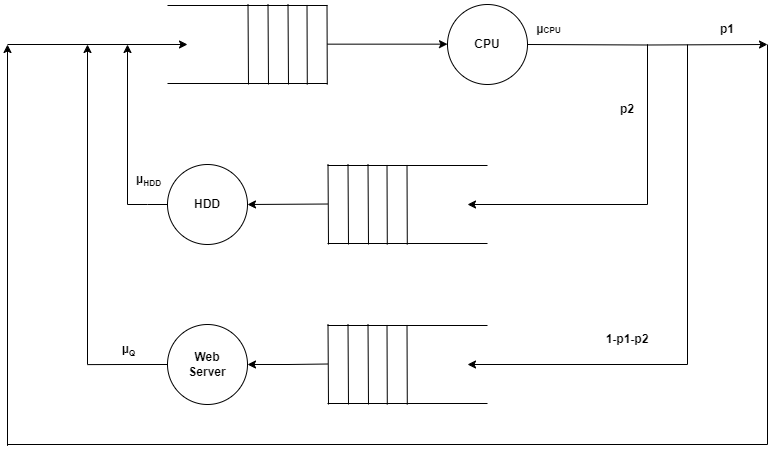 CPU
μCPU
p1
p2
μHDD
HDD
μQ
Web
Server
1-p1-p2